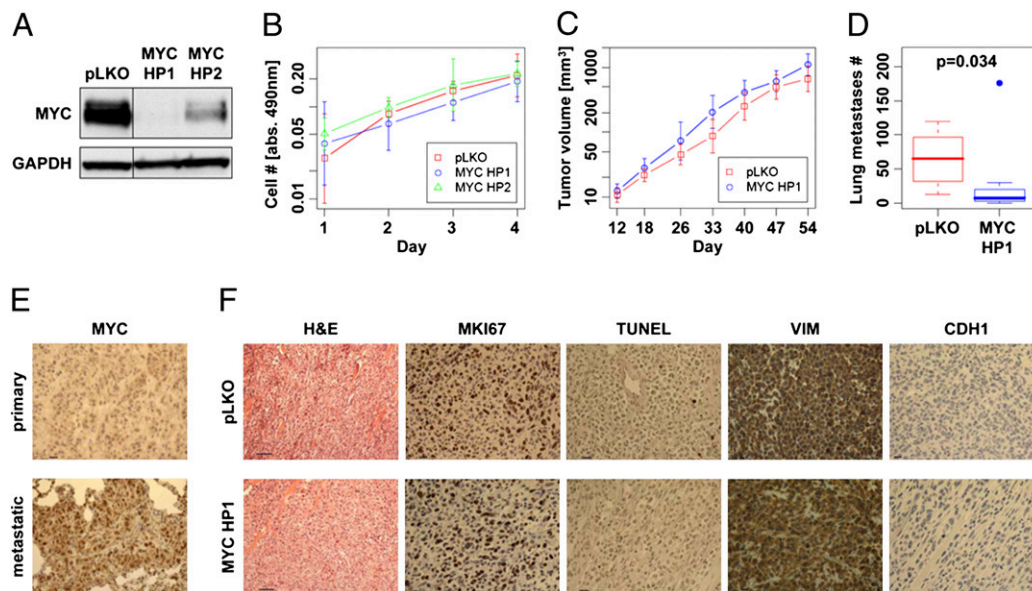 A
pLKO
MYC HP1
MYC HP2
MYC
GAPDH
B
Cell # [abs. 490nm]
0.20
0.05
0.01
pLKO
MYC HP1
MYC HP2
1 2 3 4
Day
C
Tumor volume [mm³]
1000
200
50
10
pLKO
MYC HP1
12 18 26 33 40 47 54
Day
D
Lung metastases #
p=0.034
200
150
100
50
0
pLKO
MYC
HP1
E
MYC
primary
metastatic
F
H&E MKI67 TUNEL VIM CDH1
pLKO
MYC HP1